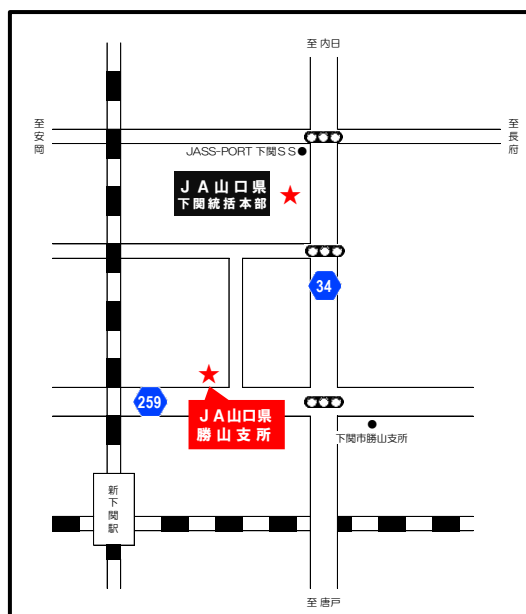 至 内日
至安岡
至長府
JASS-PORT 下関SS
JA山口県
下関統括本部
34
259
JA山口県
勝山支所
下関市勝山支所
新下関駅
至 唐戸